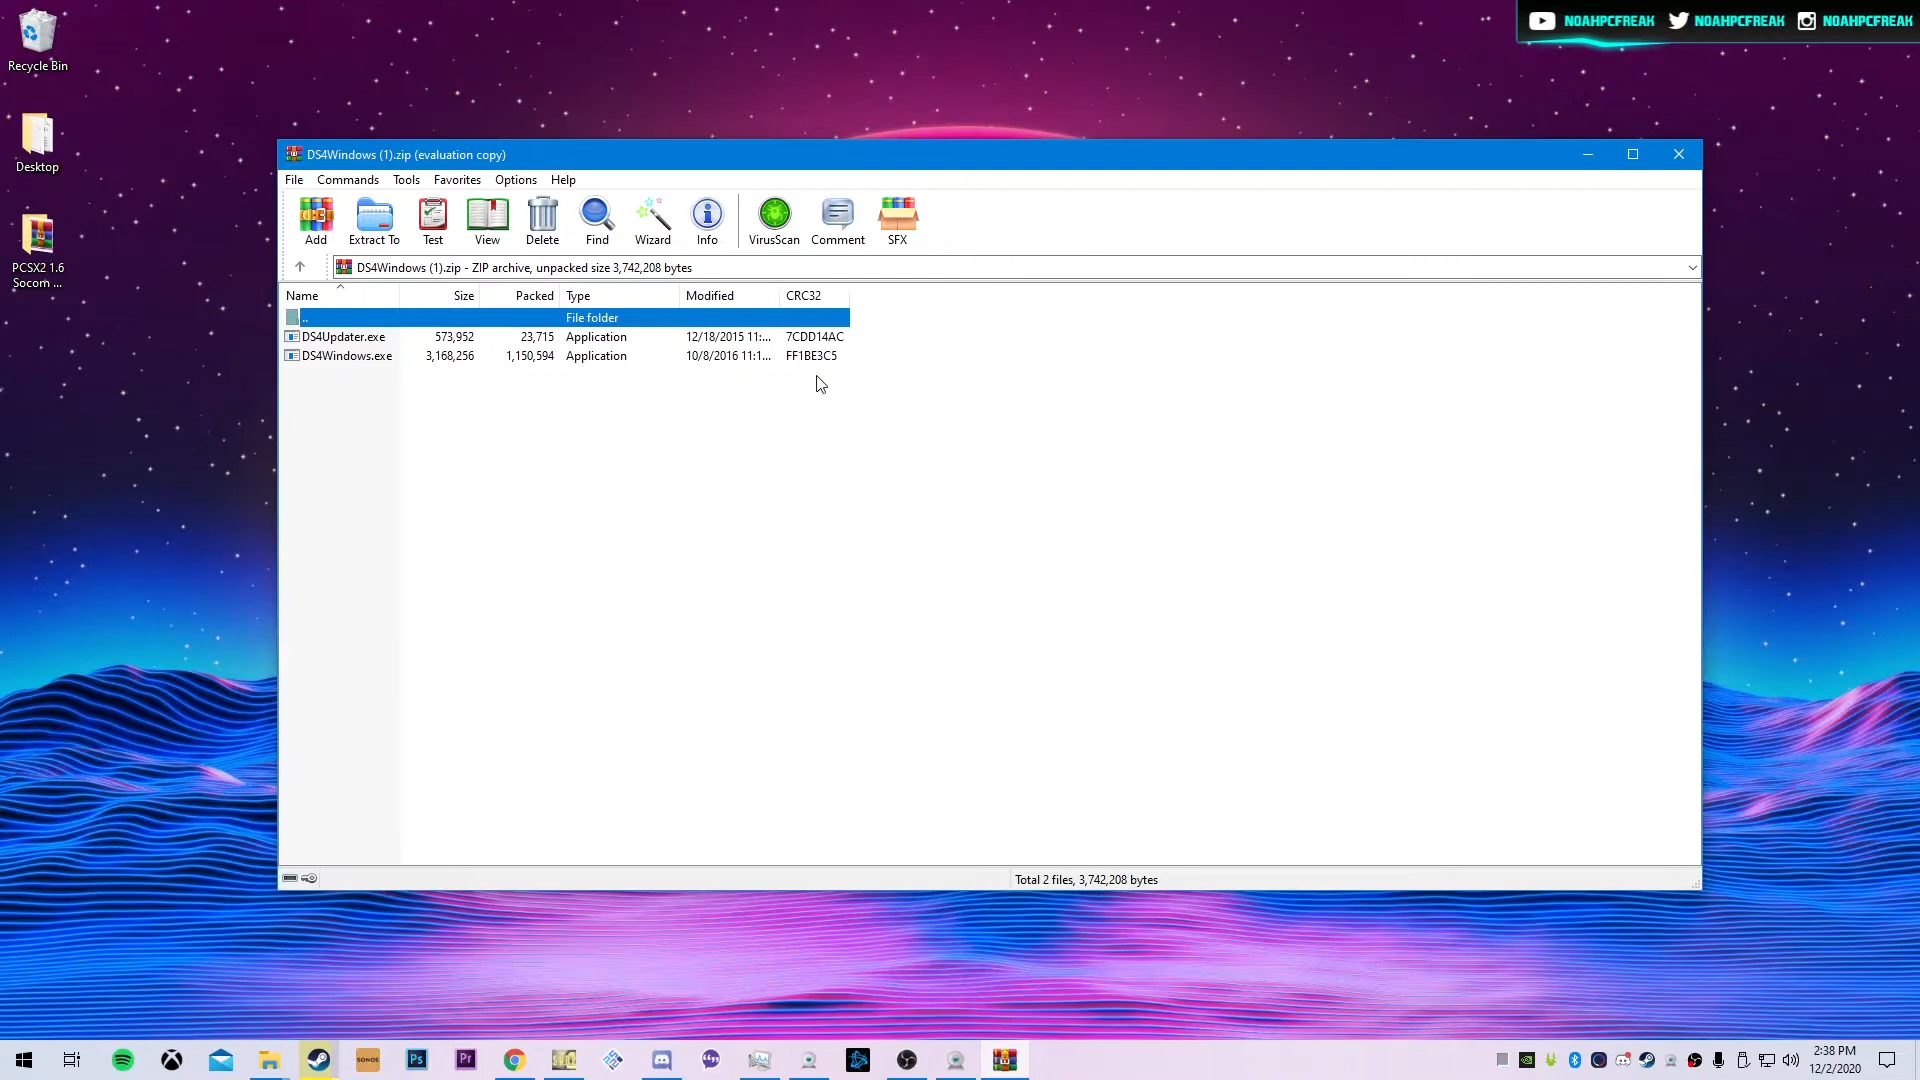 NOAHPCFREAK NOAHPCFREAK NOAHPCFREAK
Recycle Bin
Desktop
PCSX2 1.6
Socom ...
DS4Windows (1).zip (evaluation copy)
File Commands Tools Favorites Options Help
Add Extract To Test View Delete Find Wizard Info VirusScan Comment SFX
DS4Windows (1).zip - ZIP archive, unpacked size 3,742,208 bytes
Name Size Packed Type Modified CRC32
.. File folder
DS4Updater.exe 573,952 23,715 Application 12/18/2015 11:... 7CDD14AC
DS4Windows.exe 3,168,256 1,150,594 Application 10/8/2016 11:1... FF1BE3C5
Total 2 files, 3,742,208 bytes
SONOS Ps Pr
2:38 PM
12/2/2020